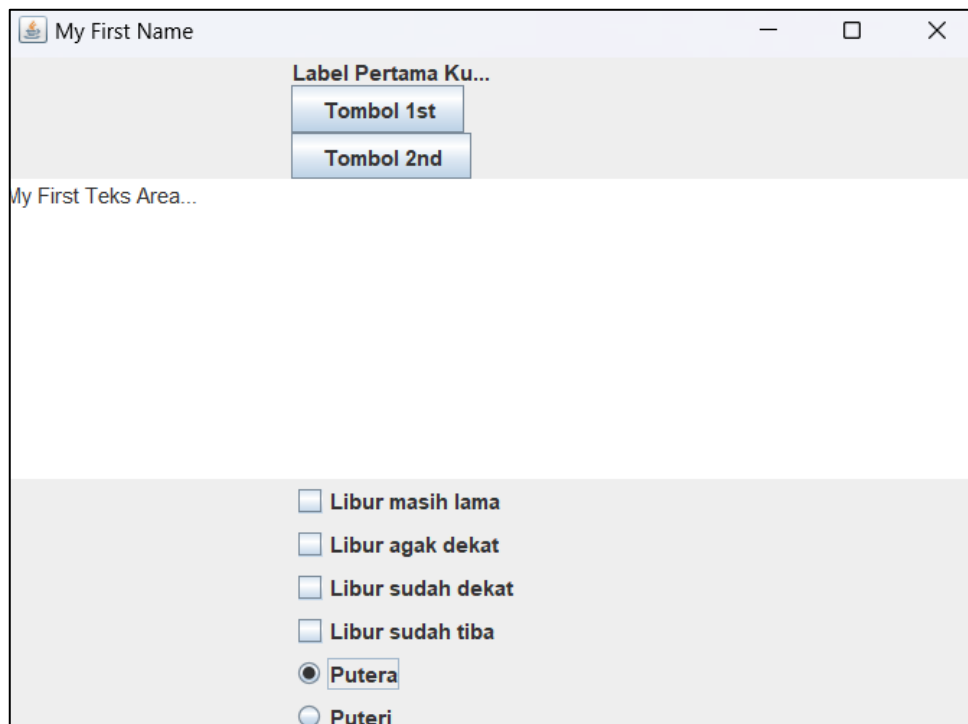 My First Name
Label Pertama Ku...
Tombol 1st
Tombol 2nd
My First Teks Area...
Libur masih lama
Libur agak dekat
Libur sudah dekat
Libur sudah tiba
Putera
Puteri